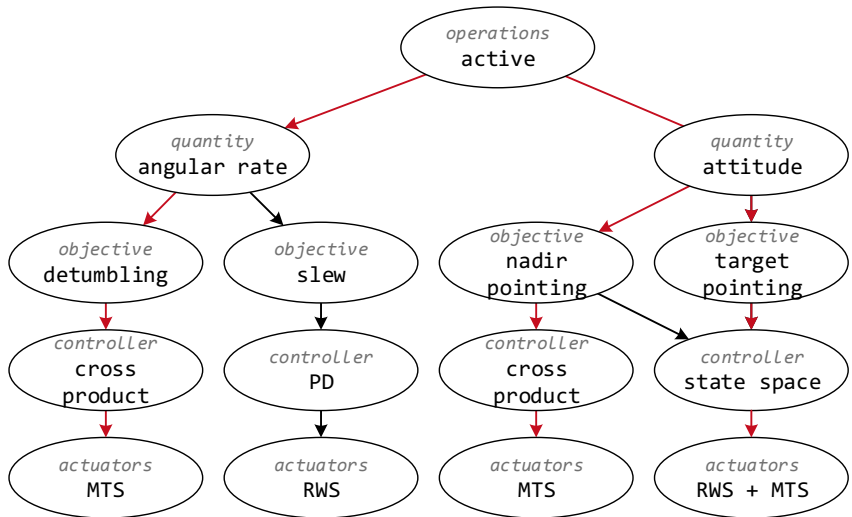 operations
active
quantity
angular rate
quantity
attitude
objective
detumbling
objective
slew
objective
nadir
pointing
objective
target
pointing
controller
cross
product
controller
PD
controller
cross
product
controller
state space
actuators
MTS
actuators
RWS
actuators
MTS
actuators
RWS + MTS